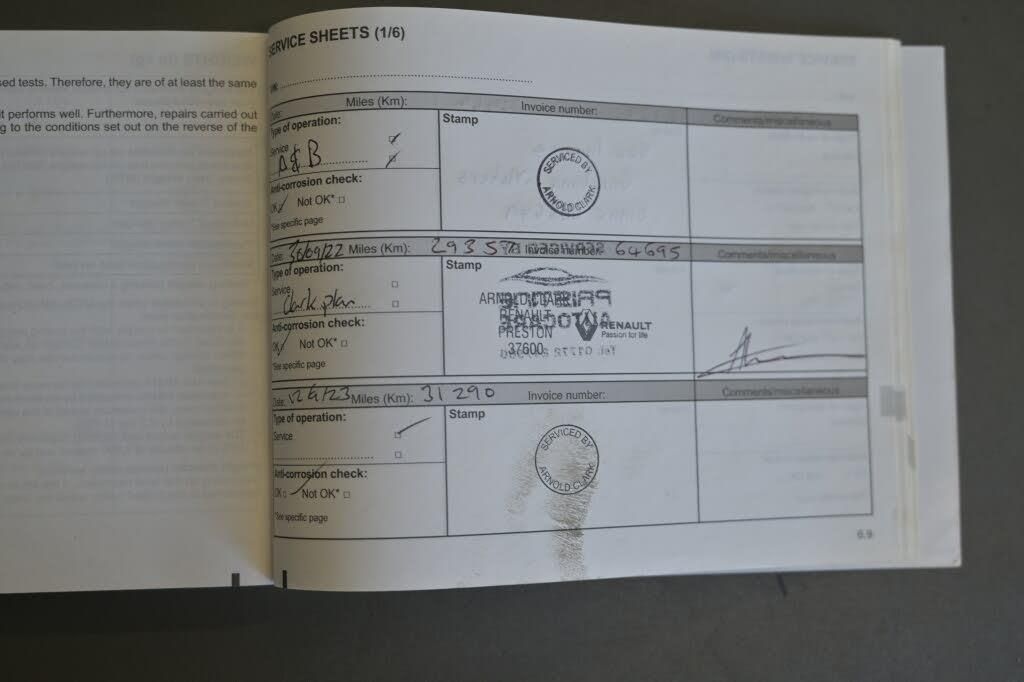 sed tests. Therefore, they are of at least the same
it performs well. Furthermore, repairs carried out
g to the conditions set out on the reverse of the
SERVICE SHEETS (1/6)
VIN:
Date: Miles (Km): Invoice number: Comments/miscellaneous
Type of operation: Stamp
Service
A & B
SERVICED BY
ARNOLD CLARK
Anti-corrosion check:
OK Not OK* □
*See specific page
Date: 30/09/22 Miles (Km): 29357 Invoice number: 64695 Comments/miscellaneous
Type of operation: Stamp
Service □
Clark plan □
ARNOLD CLARK
RENAULT
PRESTON
37600
RENAULT
Passion for life
Anti-corrosion check:
OK Not OK* □
*See specific page
Date: Miles (Km): 31290 Invoice number: Comments/miscellaneous
Type of operation: Stamp
Service □
□
SERVICED BY
ARNOLD CLARK
Anti-corrosion check:
OK □ Not OK* □
*See specific page
6.9